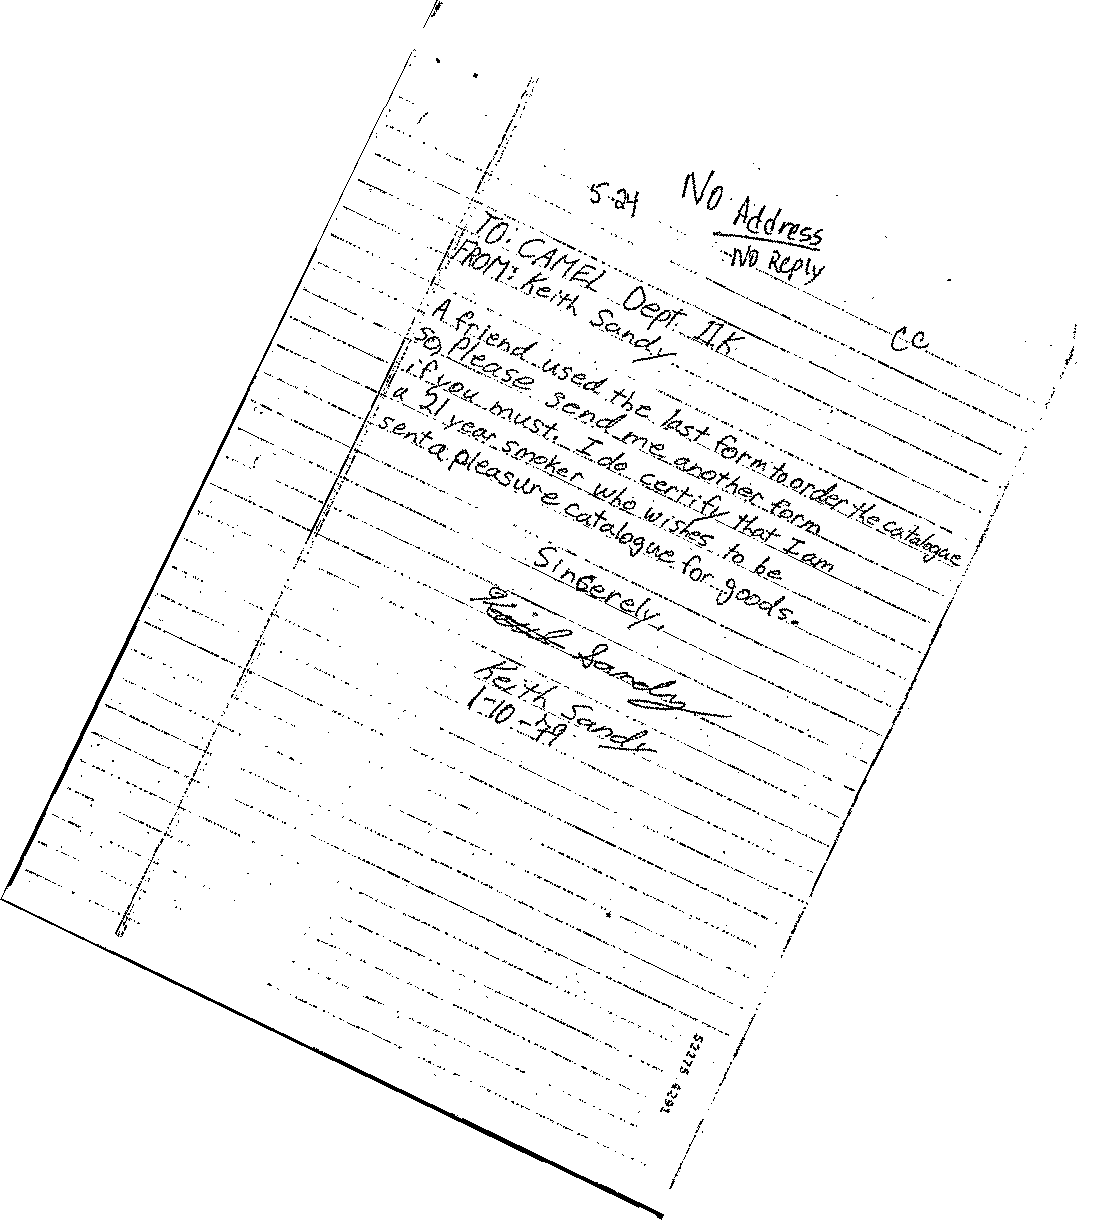 5-24
No Address
No Reply
cc
TO: CAMEL Dept. IIK
FROM: Keith Sandy
A friend used the last form to order the catalogue
so, please send me another form
if you must. I do certify that I am
a 21 year smoker who wishes to be
sent a pleasure catalogue for goods.
Sincerely,
Keith Sandy
Keith Sandy
1-10-79
52275 4291